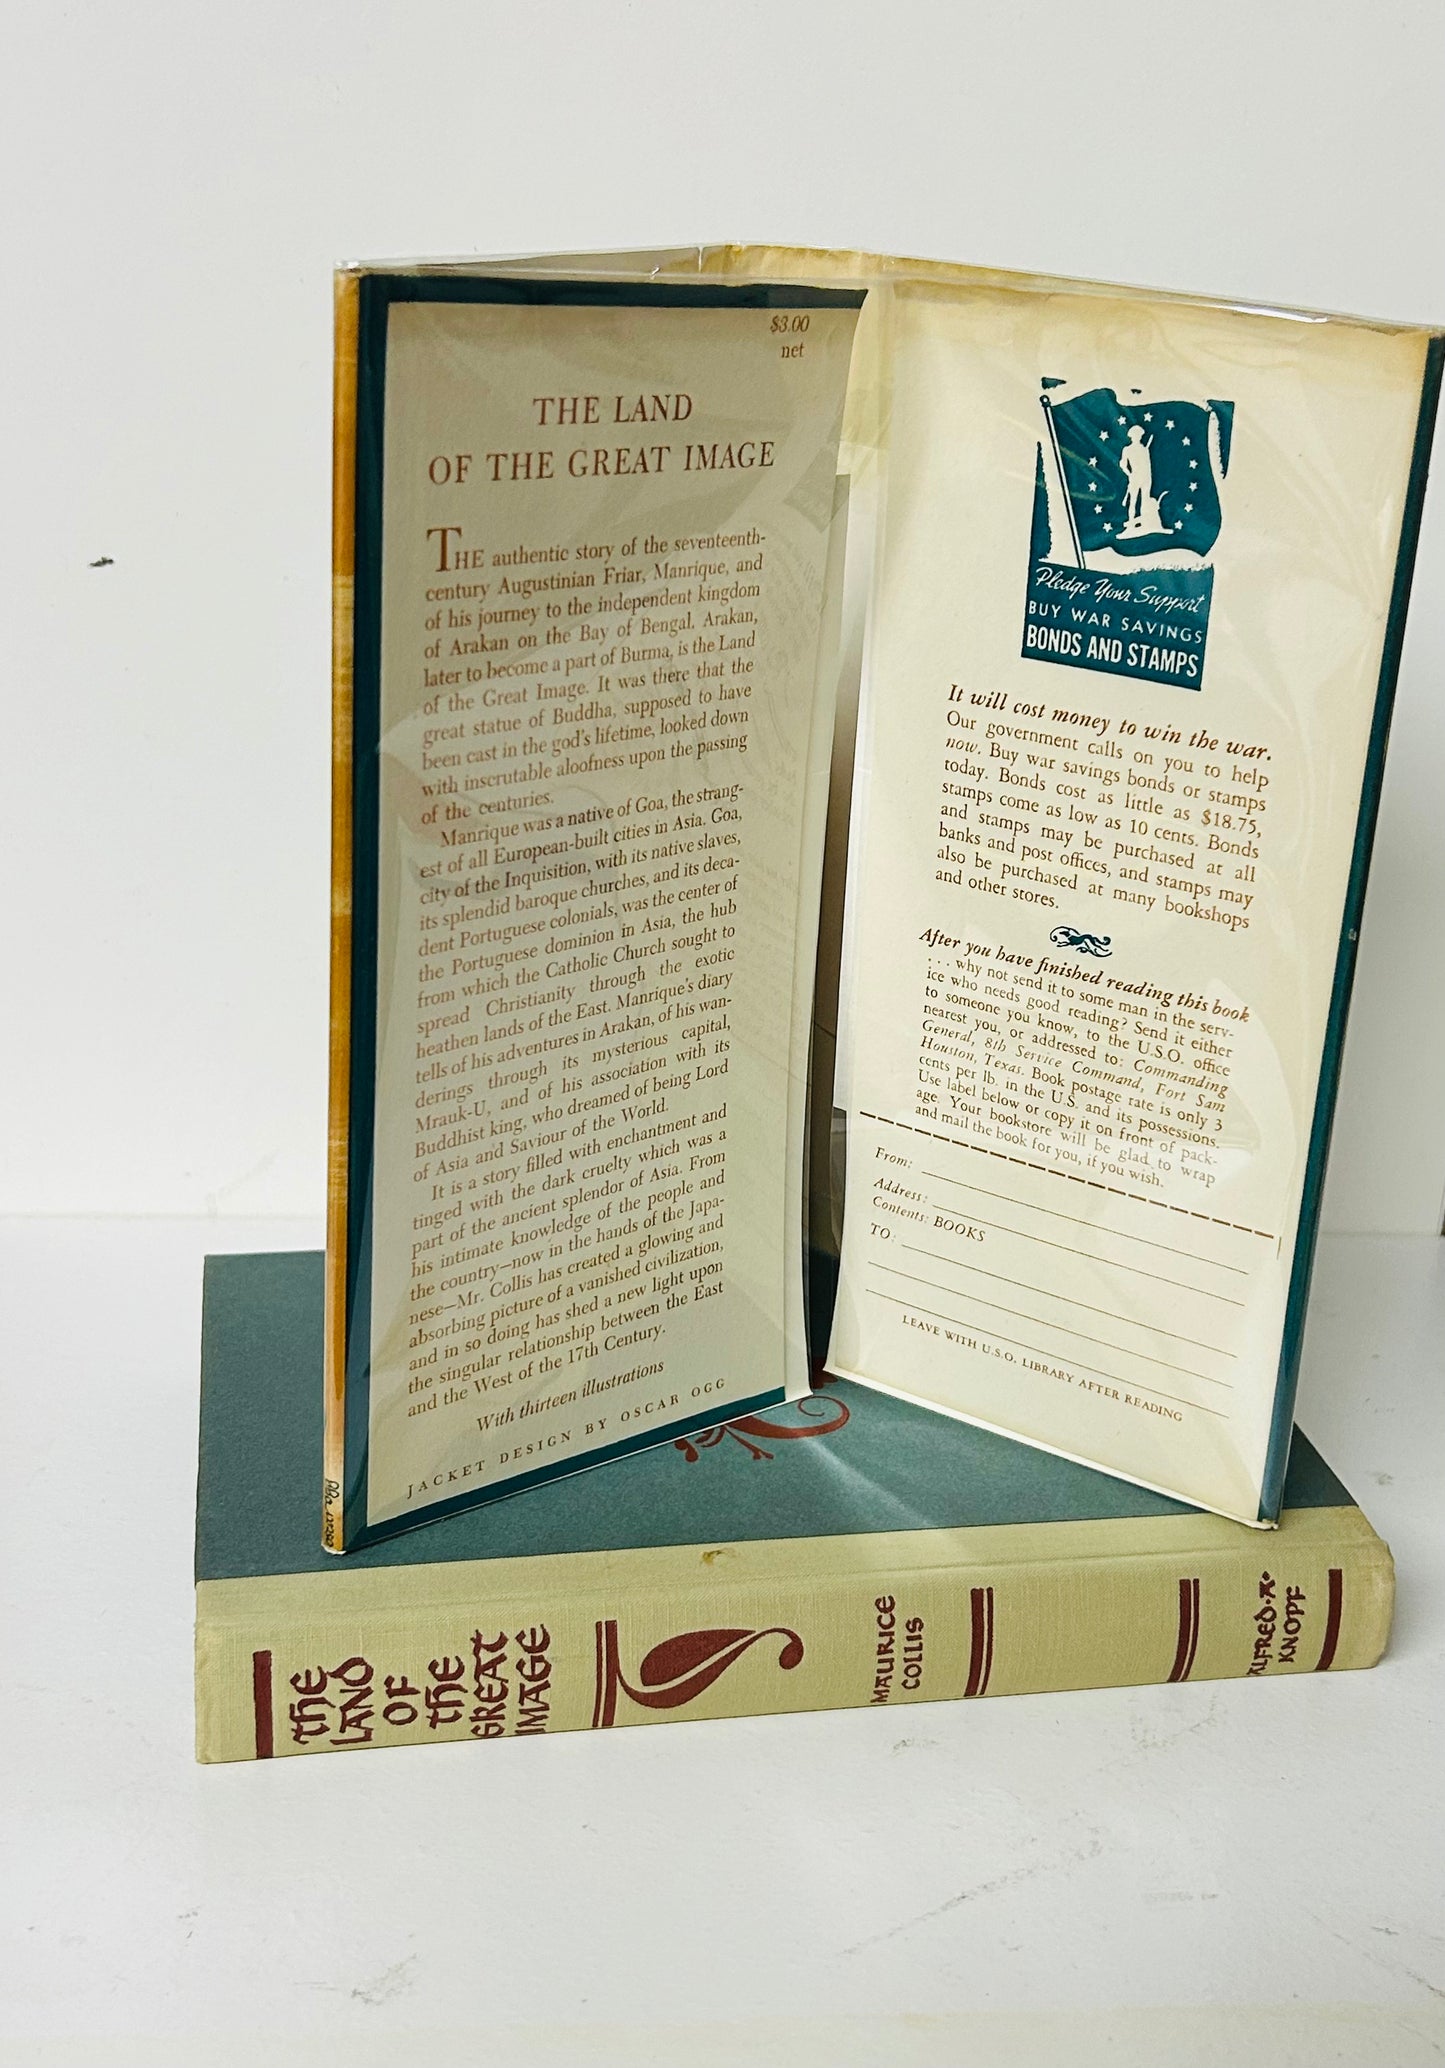 $3.00
net
THE LAND
OF THE GREAT IMAGE
THE authentic story of the seventeenth-
century Augustinian Friar, Manrique, and
of his journey to the independent kingdom
of Arakan on the Bay of Bengal. Arakan,
later to become a part of Burma, is the Land
of the Great Image. It was there that the
great statue of Buddha, supposed to have
been cast in the god's lifetime, looked down
with inscrutable aloofness upon the passing
of the centuries.
Manrique was a native of Goa, the strang-
est of all European-built cities in Asia. Goa,
city of the Inquisition, with its native slaves,
its splendid baroque churches, and its deca-
dent Portuguese colonials, was the center of
the Portuguese dominion in Asia, the hub
from which the Catholic Church sought to
spread Christianity through the exotic
heathen lands of the East. Manrique's diary
tells of his adventures in Arakan, of his wan-
derings through its mysterious capital,
Mrauk-U, and of his association with its
Buddhist king, who dreamed of being Lord
of Asia and Saviour of the World.
It is a story filled with enchantment and
tinged with the dark cruelty which was a
part of the ancient splendor of Asia. From
his intimate knowledge of the people and
the country—now in the hands of the Japa-
nese—Mr. Collis has created a glowing and
absorbing picture of a vanished civilization,
and in so doing has shed a new light upon
the singular relationship between the East
and the West of the 17th Century.
With thirteen illustrations
JACKET DESIGN BY OSCAR OGG
oscar ogg
Pledge Your Support
BUY WAR SAVINGS
BONDS AND STAMPS
It will cost money to win the war.
Our government calls on you to help
now. Buy war savings bonds or stamps
today. Bonds cost as little as $18.75,
stamps come as low as 10 cents. Bonds
and stamps may be purchased at all
banks and post offices, and stamps may
also be purchased at many bookshops
and other stores.
After you have finished reading this book
. . . why not send it to some man in the serv-
ice who needs good reading? Send it either
to someone you know, to the U.S.O. office
nearest you, or addressed to: Commanding
General, 8th Service Command, Fort Sam
Houston, Texas. Book postage rate is only 3
cents per lb. in the U.S. and its possessions.
Use label below or copy it on front of pack-
age. Your bookstore will be glad to wrap
and mail the book for you, if you wish.
From:
Address:
Contents: BOOKS
TO:
LEAVE WITH U.S.O. LIBRARY AFTER READING
THE
LAND
OF
THE
GREAT
IMAGE
MAURICE
COLLIS
ALFRED·A·
KNOPF